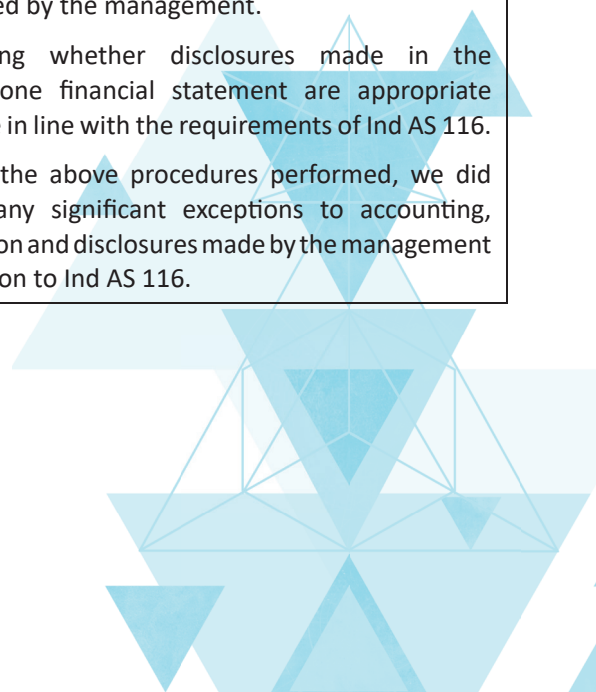 ed by the management.
ng whether disclosures made in the
one financial statement are appropriate
in line with the requirements of Ind AS 116.
the above procedures performed, we did
any significant exceptions to accounting,
on and disclosures made by the management
on to Ind AS 116.